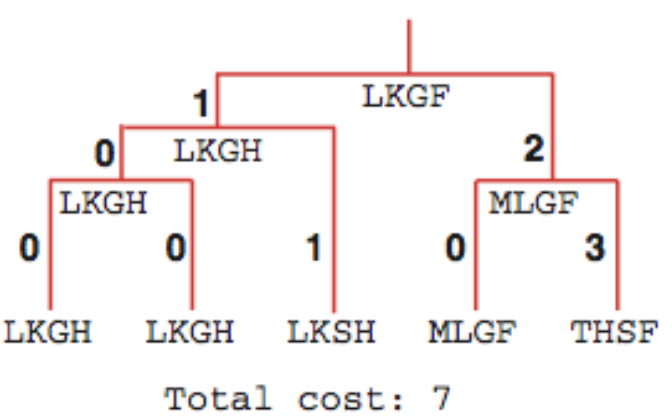 LKGF
1
LKGH
0
2
LKGH
MLGF
0 0 1 0 3
LKGH LKGH LKSH MLGF THSF
Total cost: 7